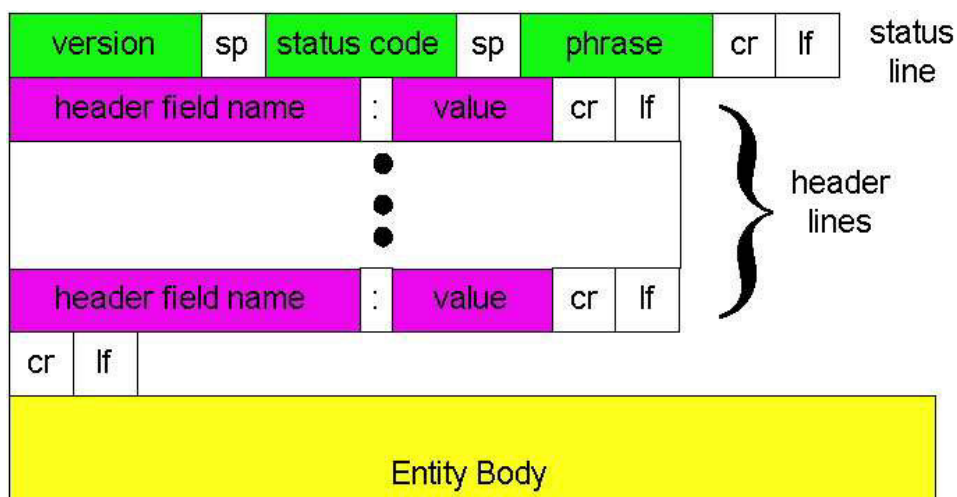 version sp status code sp phrase cr lf status line
header field name : value cr lf
header lines
header field name : value cr lf
cr lf
Entity Body